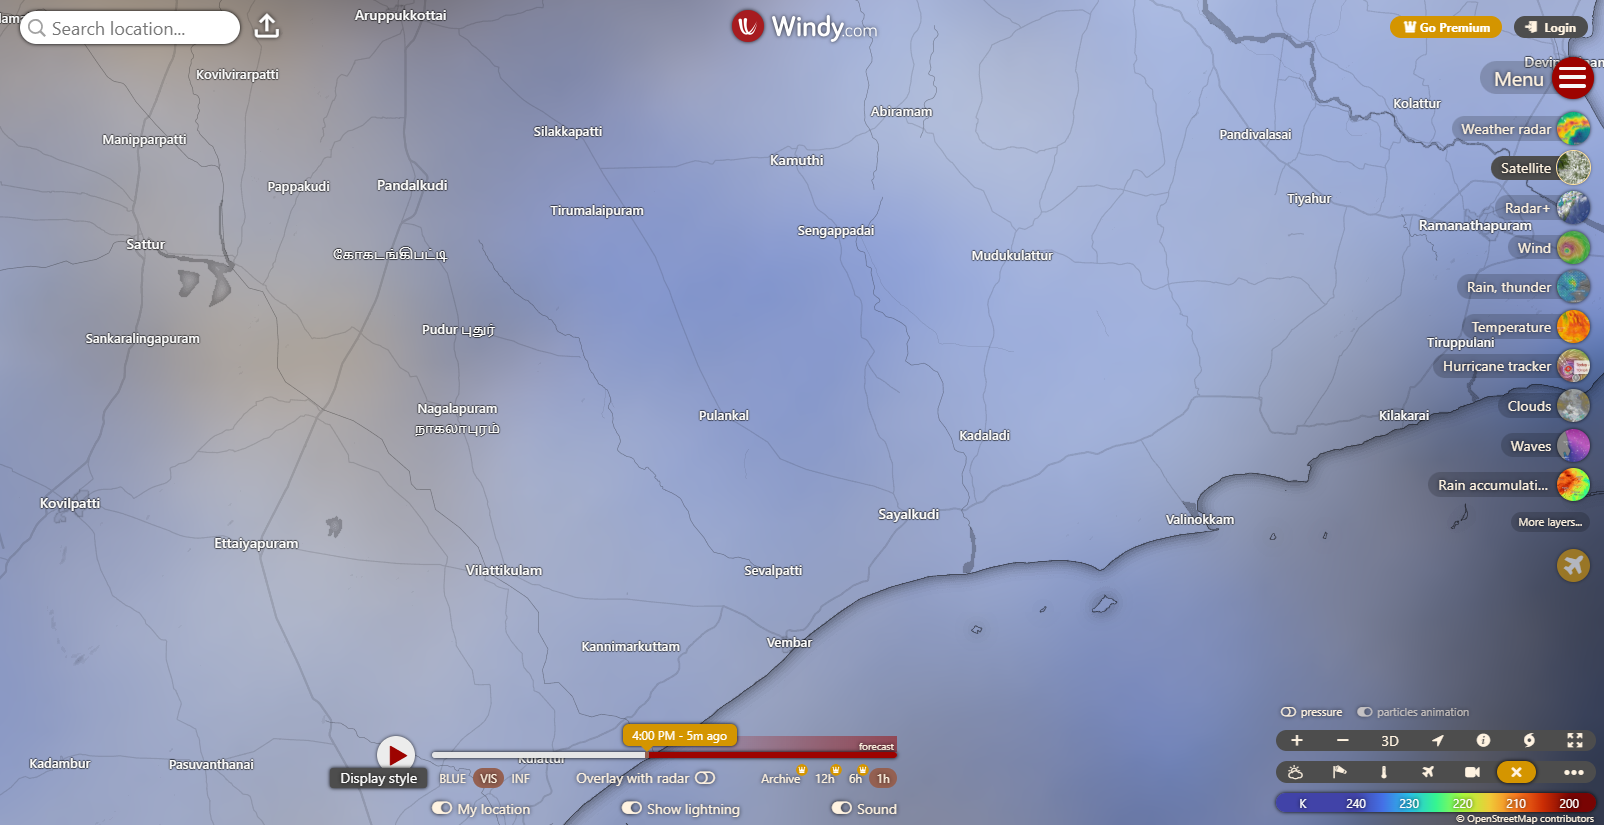 Aruppukkottai
Search location...
Windy.com
Go Premium
Login
Menu
Kovilvirarpatti
Kolattur
Abiramam
Weather radar
Silakkapatti
Pandivalasai
Manipparpatti
Kamuthi
Satellite
Pappakudi
Pandalkudi
Tiyahur
Tirumalaipuram
Radar+
Ramanathapuram
Sengappadai
Sattur
Wind
கோகடங்கிபட்டி
Mudukulattur
Rain, thunder
Pudur புதுர்
Temperature
Sankaralingapuram
Tiruppulani
Hurricane tracker
Nagalapuram
நாகலாபுரம்
Clouds
Pulankal
Kilakarai
Kadaladi
Waves
Rain accumulati...
Kovilpatti
Sayalkudi
Valinokkam
More layers...
Ettaiyapuram
Vilattikulam
Sevalpatti
Kannimarkuttam
Vembar
pressure
particles animation
4:00 PM - 5m ago
forecast
3D
Kadambur
Pasuvanthanai
Kulattur
Display style
BLUE VIS INF
Overlay with radar
Archive 12h 6h 1h
My location
Show lightning
Sound
K 240 230 220 210 200
© OpenStreetMap contributors